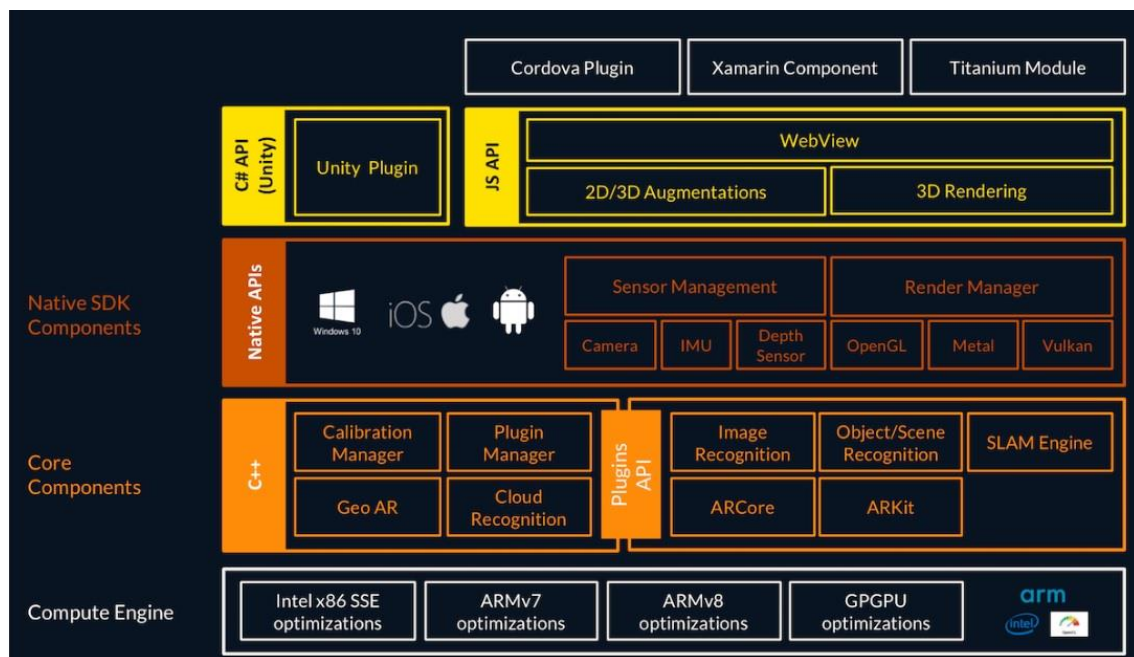 Cordova Plugin
Xamarin Component
Titanium Module
C# API
(Unity)
Unity Plugin
JS API
WebView
2D/3D Augmentations
3D Rendering
Native SDK
Components
Native APIs
Windows 10
iOS
Sensor Management
Render Manager
Camera
IMU
Depth
Sensor
OpenGL
Metal
Vulkan
Core
Components
C++
Calibration
Manager
Plugin
Manager
Geo AR
Cloud
Recognition
Plugins
API
Image
Recognition
Object/Scene
Recognition
SLAM Engine
ARCore
ARKit
Compute Engine
Intel x86 SSE
optimizations
ARMv7
optimizations
ARMv8
optimizations
GPGPU
optimizations
arm
intel